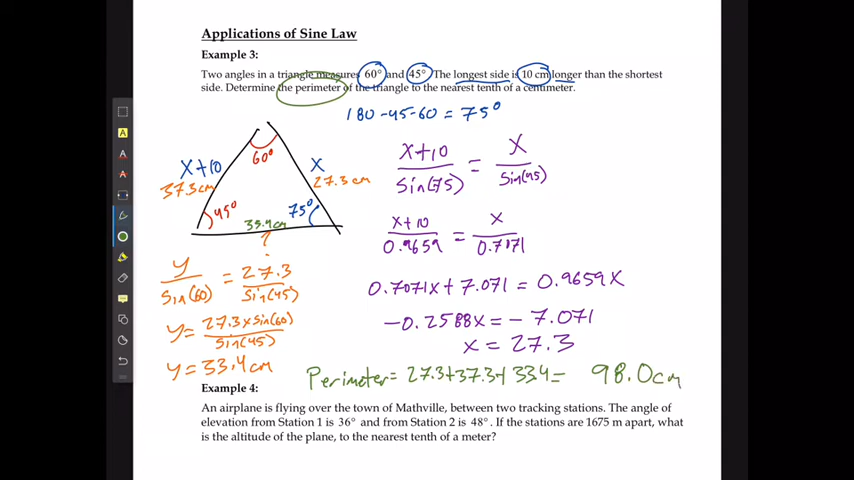 Applications of Sine Law
Example 3:
Two angles in a triangle measures 60° and 45° The longest side is 10 cm longer than the shortest
side. Determine the perimeter of the triangle to the nearest tenth of a centimeter.
180-45-60 = 75°
60°
x+10
37.3cm
x
27.3 cm
45°
75°
33.4cm
?
x+10 / sin(75) = x / sin(45)
x+10 / 0.9659 = x / 0.7071
0.7071x + 7.071 = 0.9659x
-0.2588x = -7.071
x = 27.3
y / sin(60) = 27.3 / sin(45)
y = 27.3 x sin(60) / sin(45)
y = 33.4 cm
Perimeter = 27.3+37.3+33.4 = 98.0cm
Example 4:
An airplane is flying over the town of Mathville, between two tracking stations. The angle of
elevation from Station 1 is 36° and from Station 2 is 48°. If the stations are 1675 m apart, what
is the altitude of the plane, to the nearest tenth of a meter?